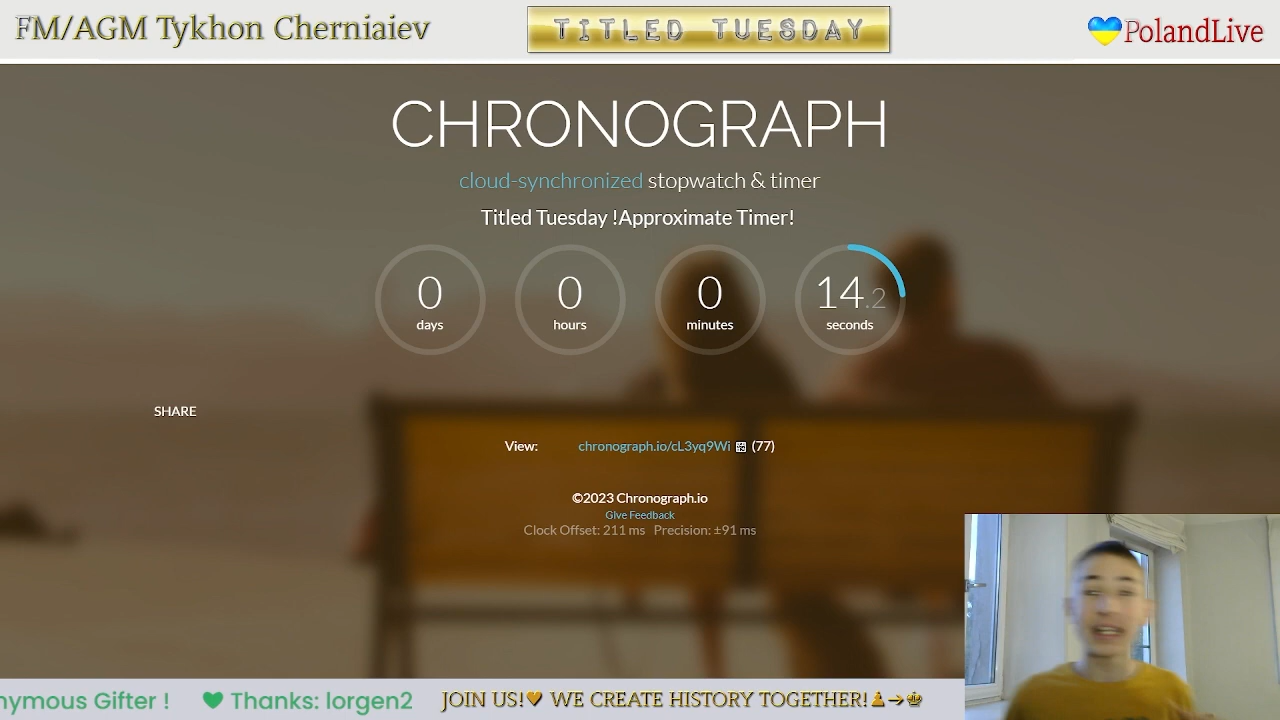 FM/AGM Tykhon Cherniaiev
TITLED TUESDAY
PolandLive
CHRONOGRAPH
cloud-synchronized stopwatch & timer
Titled Tuesday !Approximate Timer!
0 days
0 hours
0 minutes
14.2 seconds
SHARE
View: chronograph.io/cL3yq9Wi (77)
©2023 Chronograph.io
Give Feedback
Clock Offset: 211 ms Precision: ±91 ms
nymous Gifter ! Thanks: lorgen2
JOIN US! WE CREATE HISTORY TOGETHER!